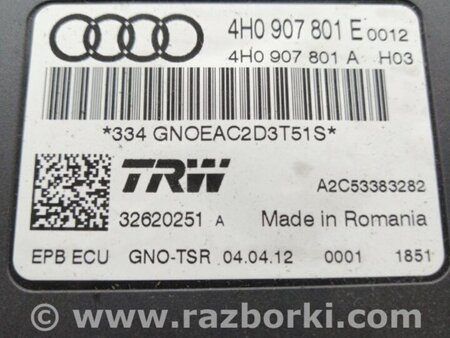 4H0 907 801 E 0012
4H0 907 801 A H03
*334 GNOEAC2D3T51S*
TRW
A2C53383282
32620251 A Made in Romania
EPB ECU GNO-TSR 04.04.12 0001 1851
© www.razborki.com